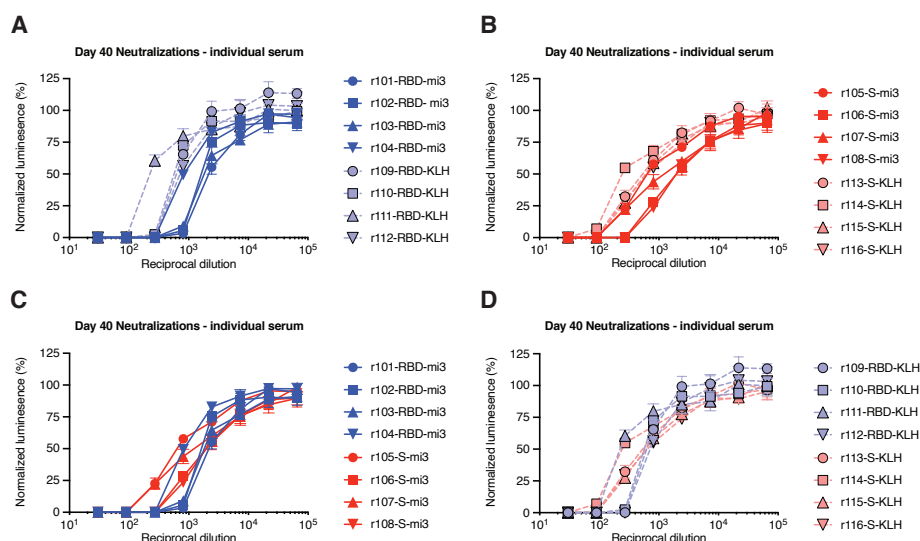 A
Day 40 Neutralizations - individual serum
Normalized luminesence (%)
125
100
75
50
25
0
10¹ 10² 10³ 10⁴ 10⁵
Reciprocal dilution
r101-RBD-mi3
r102-RBD- mi3
r103-RBD-mi3
r104-RBD-mi3
r109-RBD-KLH
r110-RBD-KLH
r111-RBD-KLH
r112-RBD-KLH
B
Day 40 Neutralizations - individual serum
Normalized luminesence (%)
125
100
75
50
25
0
10¹ 10² 10³ 10⁴ 10⁵
Reciprocal dilution
r105-S-mi3
r106-S-mi3
r107-S-mi3
r108-S-mi3
r113-S-KLH
r114-S-KLH
r115-S-KLH
r116-S-KLH
C
Day 40 Neutralizations - individual serum
Normalized luminesence (%)
125
100
75
50
25
0
10¹ 10² 10³ 10⁴ 10⁵
Reciprocal dilution
r101-RBD-mi3
r102-RBD-mi3
r103-RBD-mi3
r104-RBD-mi3
r105-S-mi3
r106-S-mi3
r107-S-mi3
r108-S-mi3
D
Day 40 Neutralizations - individual serum
Normalized luminesence (%)
125
100
75
50
25
0
10¹ 10² 10³ 10⁴ 10⁵
Reciprocal dilution
r109-RBD-KLH
r110-RBD-KLH
r111-RBD-KLH
r112-RBD-KLH
r113-S-KLH
r114-S-KLH
r115-S-KLH
r116-S-KLH